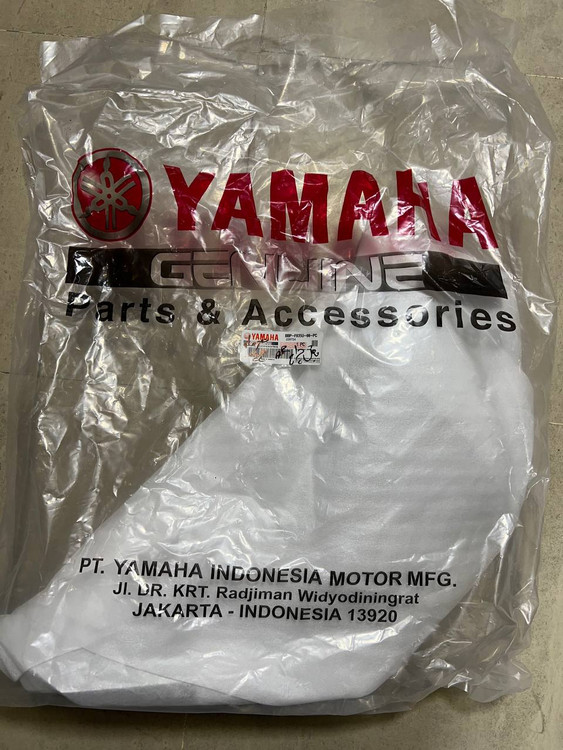 YAMAHA
GENUINE
Parts & Accessories
YAMAHA
PT. YAMAHA INDONESIA MOTOR MFG.
Jl. DR. KRT. Radjiman Widyodiningrat
JAKARTA - INDONESIA 13920